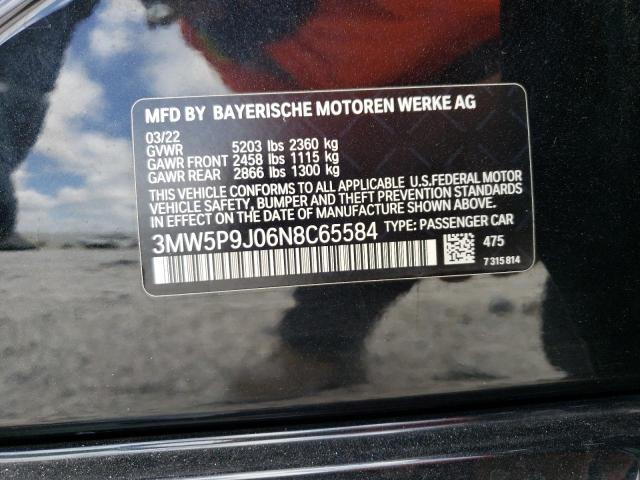 MFD BY BAYERISCHE MOTOREN WERKE AG
03/22
GVWR 5203 lbs 2360 kg
GAWR FRONT 2458 lbs 1115 kg
GAWR REAR 2866 lbs 1300 kg
THIS VEHICLE CONFORMS TO ALL APPLICABLE U.S.FEDERAL MOTOR
VEHICLE SAFETY, BUMPER AND THEFT PREVENTION STANDARDS
IN EFFECT ON THE DATE OF MANUFACTURE SHOWN ABOVE.
3MW5P9J06N8C65584 TYPE: PASSENGER CAR
475
7 315 814